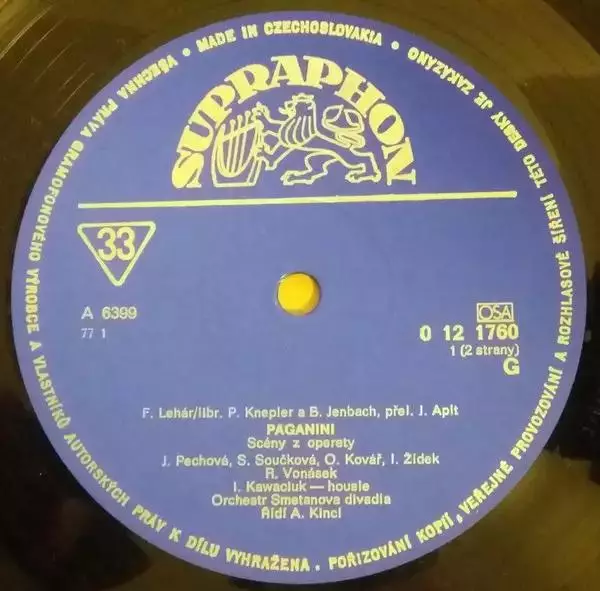 VŠECHNA PRÁVA GRAMOFONOVÉHO VÝROBCE A VLASTNÍKŮ AUTORSKÝCH PRÁV K DÍLU VYHRAŽENA. POŘIZOVÁNÍ KOPIÍ, VEŘEJNÉ PROVOZOVÁNÍ A ROZHLASOVÉ ŠÍŘENÍ TÉTO DESKY JE ZAKÁZÁNO • MADE IN CZECHOSLOVAKIA •
SUPRAPHON
33
A 6399
77 1
OSA
0 12 1760
1 (2 strany)
G
F. Lehár/libr. P. Knepler a B. Jenbach, přel. J. Aplt
PAGANINI
Scény z operety
J. Pechová, S. Součková, O. Kovář, I. Žídek
R. Vonásek
I. Kawaciuk — housle
Orchestr Smetanova divadla
Řídí A. Kincl